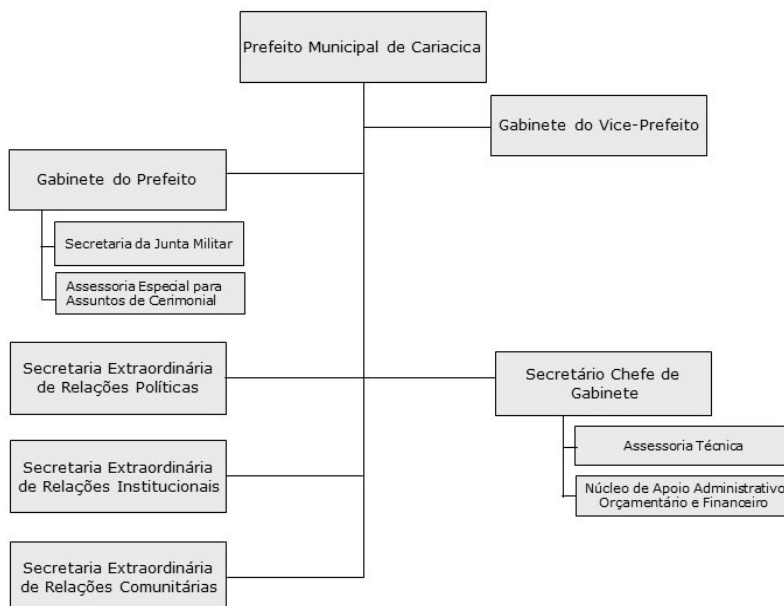 Prefeito Municipal de Cariacica
Gabinete do Vice-Prefeito
Gabinete do Prefeito
Secretaria da Junta Militar
Assessoria Especial para
Assuntos de Cerimonial
Secretaria Extraordinária
de Relações Políticas
Secretário Chefe de
Gabinete
Assessoria Técnica
Secretaria Extraordinária
de Relações Institucionais
Núcleo de Apoio Administrativo
Orçamentário e Financeiro
Secretaria Extraordinária
de Relações Comunitárias